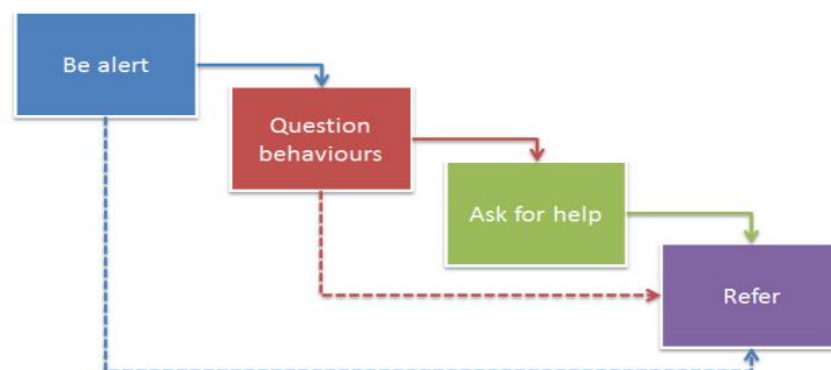 Be alert
Question
behaviours
Ask for help
Refer